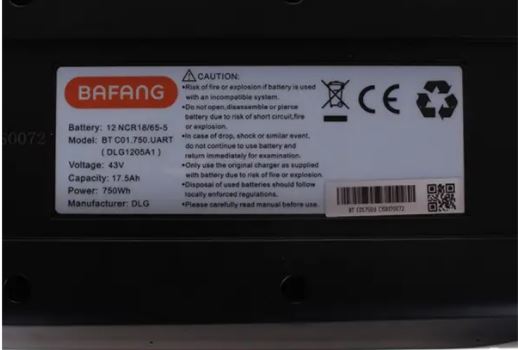 BAFANG
Battery: 12 NCR18/65-5
Model: BT C01.750.UART
( DLG1205A1 )
Voltage: 43V
Capacity: 17.5Ah
Power: 750Wh
Manufacturer: DLG
CAUTION:
•Risk of fire or explosion if battery is used
with an incompatible system.
•Do not open,disassemble or pierce
battery due to risk of short circuit,fire
or explosion.
•In case of drop, shock or similar event,
do not continue to use battery and
return immediately for inspection.
•Only use the original charger as supplied
with battery due to risk of fire or explosion.
•Disposal of used batteries should follow
locally enforced regulations.
•Please carefully read manual before use.
CE